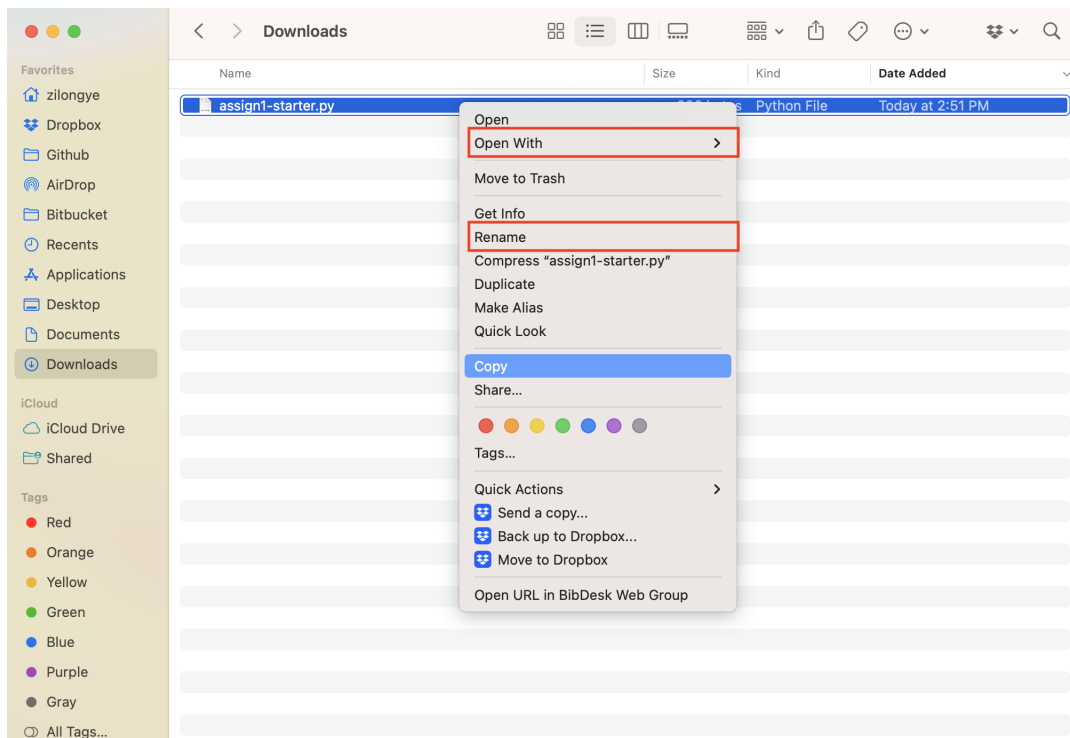 Downloads
Favorites
zilongye
Dropbox
Github
AirDrop
Bitbucket
Recents
Applications
Desktop
Documents
Downloads
iCloud
iCloud Drive
Shared
Tags
Red
Orange
Yellow
Green
Blue
Purple
Gray
All Tags...
Name Size Kind Date Added
assign1-starter.py Python File Today at 2:51 PM
Open
Open With
Move to Trash
Get Info
Rename
Compress “assign1-starter.py”
Duplicate
Make Alias
Quick Look
Copy
Share...
Tags...
Quick Actions
Send a copy...
Back up to Dropbox...
Move to Dropbox
Open URL in BibDesk Web Group